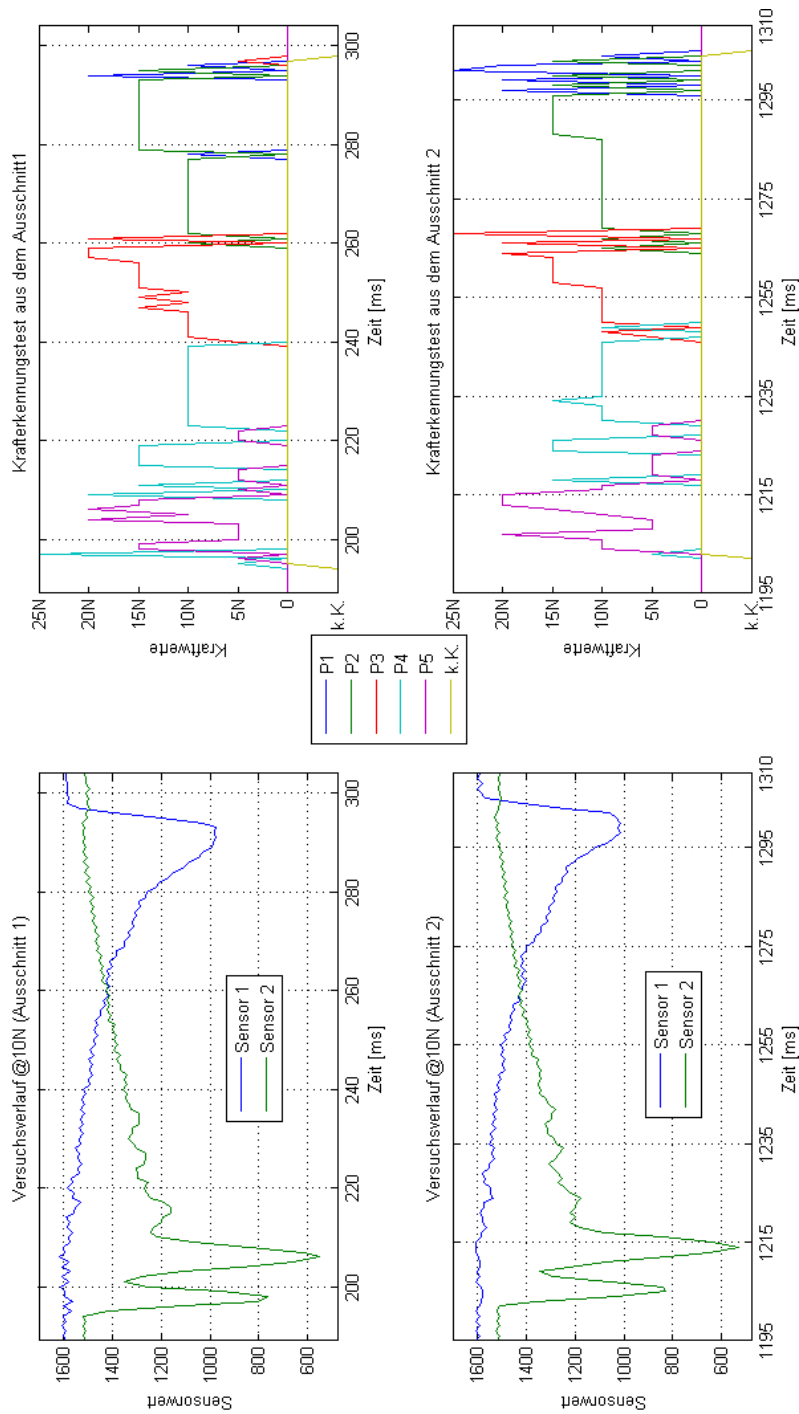 Versuchsverlauf @10N (Ausschnitt 1)
Sensorwert
1600
1400
1200
1000
800
600
200
220
240
260
280
300
Zeit [ms]
Sensor 1
Sensor 2
Krafterkennungstest aus dem Ausschnitt1
Kraftwerte
25N
20N
15N
10N
5N
0
k.K.
200
220
240
260
280
300
Zeit [ms]
P1
P2
P3
P4
P5
k.K.
Versuchsverlauf @10N (Ausschnitt 2)
Sensorwert
1600
1400
1200
1000
800
600
1195
1215
1235
1255
1275
1295
1310
Zeit [ms]
Sensor 1
Sensor 2
Krafterkennungstest aus dem Ausschnitt 2
Kraftwerte
25N
20N
15N
10N
5N
0
k.K.
1195
1215
1235
1255
1275
1295
1310
Zeit [ms]